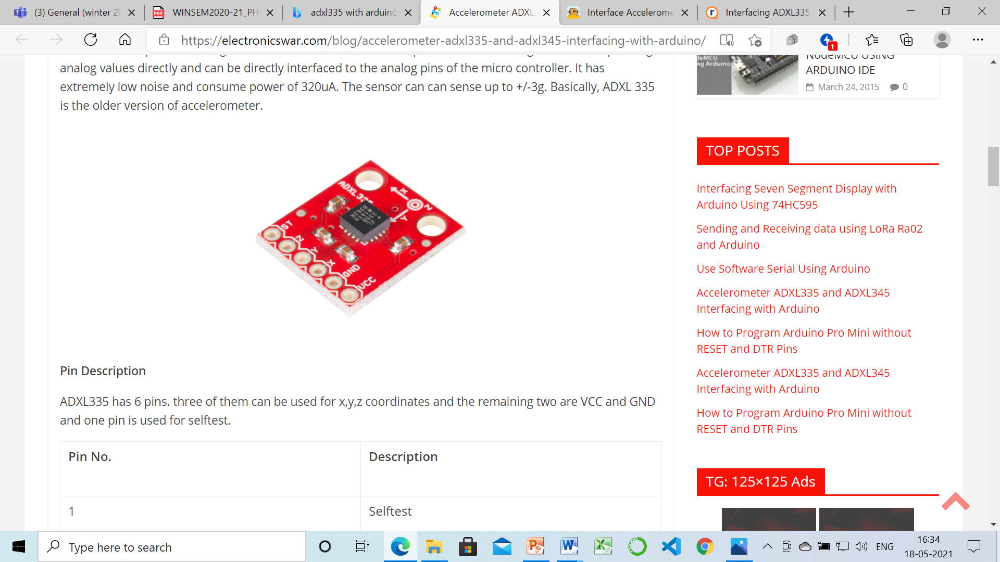 (3) General (winter 20
WINSEM2020-21_PH
adxl335 with arduino
Accelerometer ADXL
Interface Accelerome
Interfacing ADXL335
https://electronicswar.com/blog/accelerometer-adxl335-and-adxl345-interfacing-with-arduino/
1
analog values directly and can be directly interfaced to the analog pins of the micro controller. It has
extremely low noise and consume power of 320uA. The sensor can can sense up to +/-3g. Basically, ADXL 335
is the older version of accelerometer.
ADXL335
X
Z
Y
ST
Z
Y
X
GND
VCC
Pin Description
ADXL335 has 6 pins. three of them can be used for x,y,z coordinates and the remaining two are VCC and GND
and one pin is used for selftest.
Pin No.
Description
1
Selftest
NodeMCU USING
ARDUINO IDE
March 24, 2015
0
TOP POSTS
Interfacing Seven Segment Display with
Arduino Using 74HC595
Sending and Receiving data using LoRa Ra02
and Arduino
Use Software Serial Using Arduino
Accelerometer ADXL335 and ADXL345
Interfacing with Arduino
How to Program Arduino Pro Mini without
RESET and DTR Pins
Accelerometer ADXL335 and ADXL345
Interfacing with Arduino
How to Program Arduino Pro Mini without
RESET and DTR Pins
TG: 125×125 Ads
Type here to search
ENG
16:34
18-05-2021